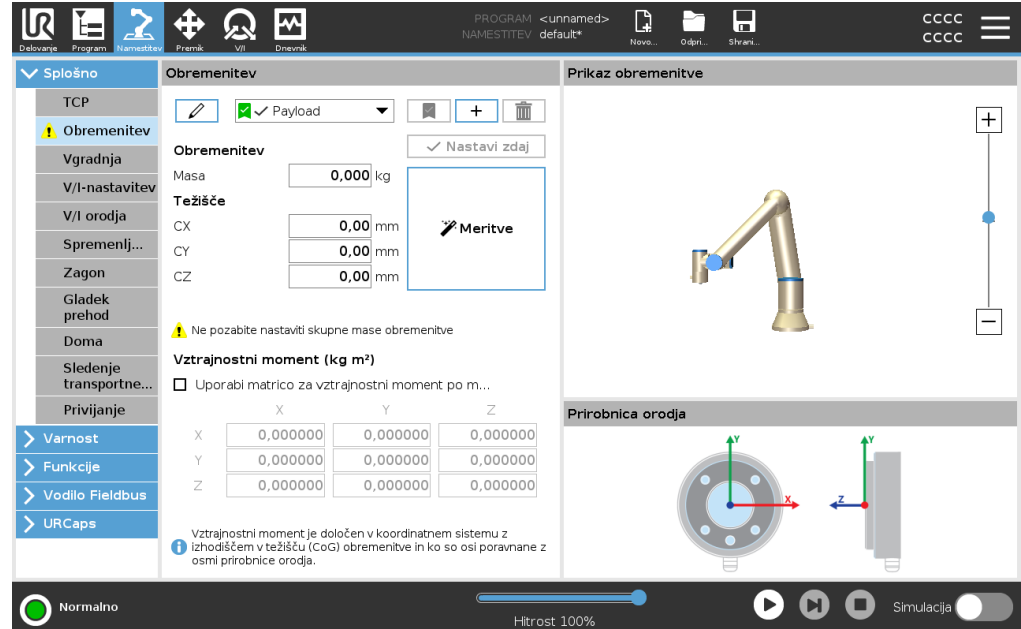 PROGRAM <unnamed>
NAMESTITEV default*
CCCC
CCCC
Delovanje Program Namestitev Premik V/I Dnevnik Novo... Odpri... Shrani...
Splošno
TCP
Obremenitev
Vgradnja
V/I-nastavitev
V/I orodja
Spremenlj...
Zagon
Gladek
prehod
Doma
Sledenje
transportne...
Privijanje
Varnost
Funkcije
Vodilo Fieldbus
URCaps
Obremenitev
Payload
Nastavi zdaj
Obremenitev
Masa 0,000 kg
Težišče
CX 0,00 mm
CY 0,00 mm
CZ 0,00 mm
Meritve
Ne pozabite nastaviti skupne mase obremenitve
Vztrajnostni moment (kg m²)
Uporabi matrico za vztrajnostni moment po m...
X Y Z
X 0,000000 0,000000 0,000000
Y 0,000000 0,000000 0,000000
Z 0,000000 0,000000 0,000000
Vztrajnostni moment je določen v koordinatnem sistemu z
izhodiščem v težišču (CoG) obremenitve in ko so osi poravnane z
osmi prirobnice orodja.
Prikaz obremenitve
Prirobnica orodja
Y
X
Y
Z
Normalno
Hitrost 100%
Simulacija